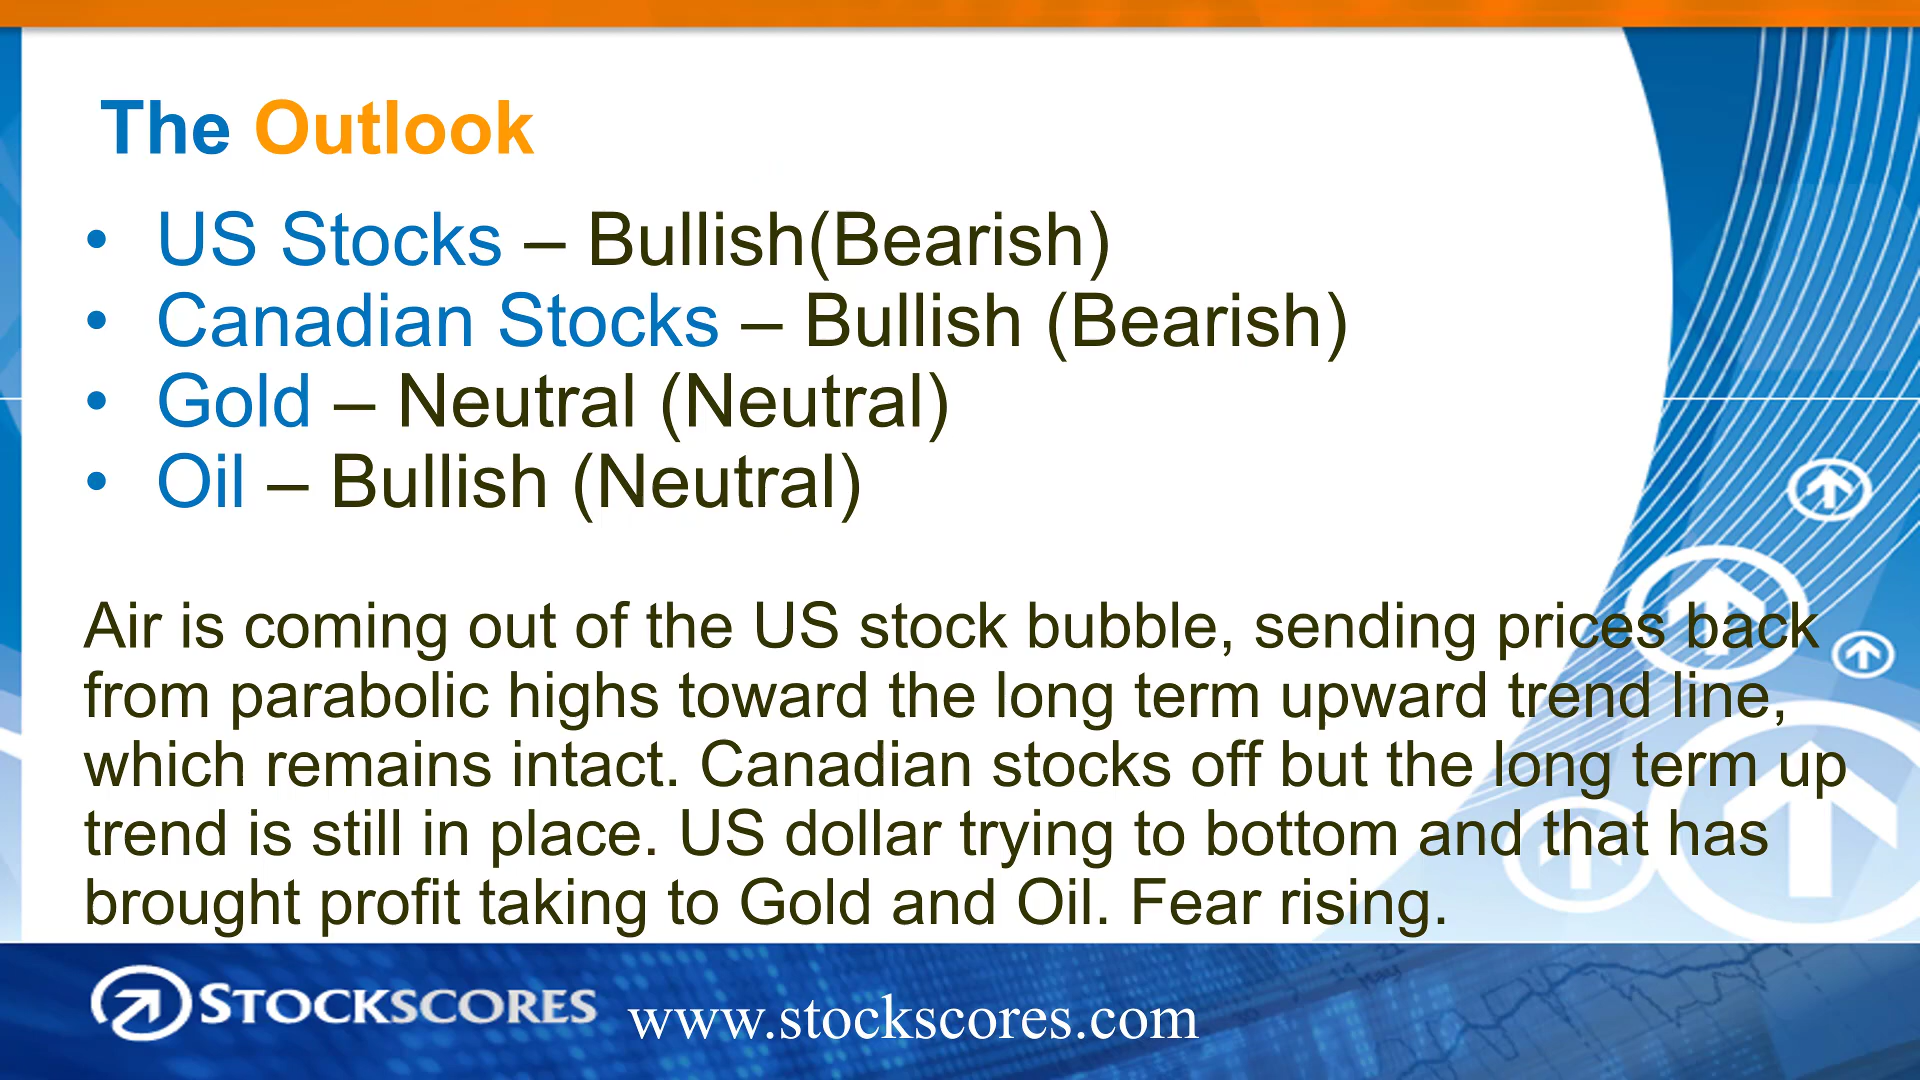 The Outlook
• US Stocks – Bullish(Bearish)
• Canadian Stocks – Bullish (Bearish)
• Gold – Neutral (Neutral)
• Oil – Bullish (Neutral)
Air is coming out of the US stock bubble, sending prices back
from parabolic highs toward the long term upward trend line,
which remains intact. Canadian stocks off but the long term up
trend is still in place. US dollar trying to bottom and that has
brought profit taking to Gold and Oil. Fear rising.
STOCKSCORES www.stockscores.com